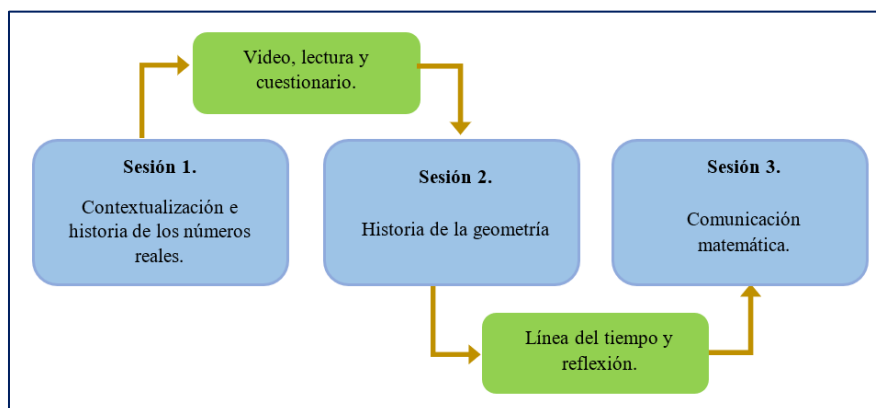 Video, lectura y
cuestionario.
Sesión 1.
Contextualización e
historia de los números
reales.
Sesión 2.
Historia de la geometría
Sesión 3.
Comunicación
matemática.
Línea del tiempo y
reflexión.